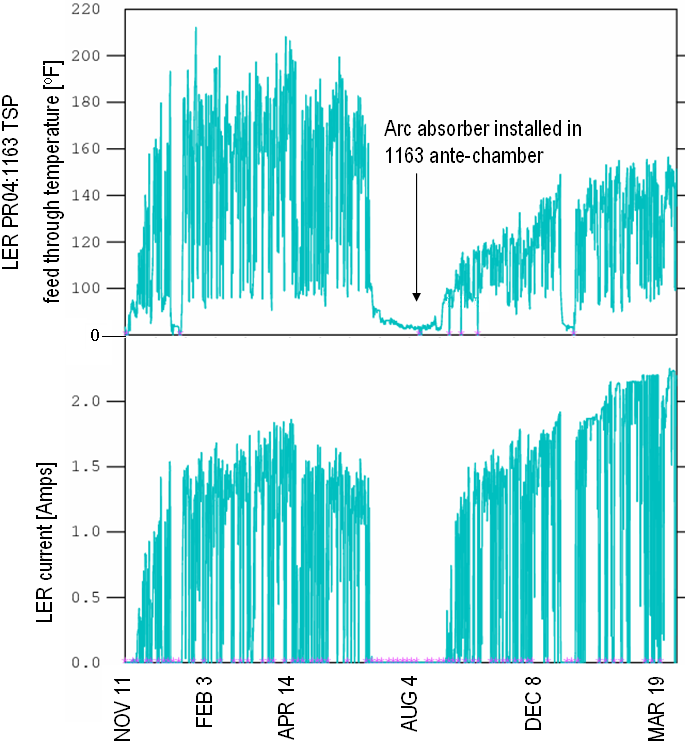 220
200
180
160
140
120
100
0
LER PR04:1163 TSP
feed through temperature [°F]
Arc absorber installed in
1163 ante-chamber
2.0
1.5
1.0
0.5
0.0
LER current [Amps]
NOV 11
FEB 3
APR 14
AUG 4
DEC 8
MAR 19